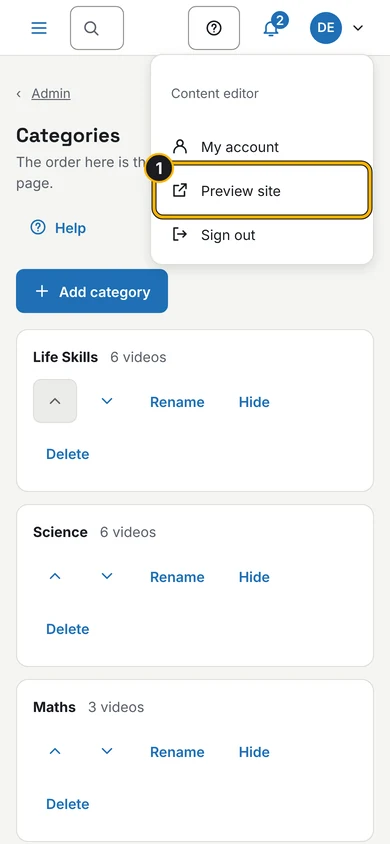 2
DE
Content editor
My account
1
Preview site
Sign out
‹ Admin
Categories
The order here is th
page.
Help
+ Add category
Life Skills 6 videos
Rename Hide
Delete
Science 6 videos
Rename Hide
Delete
Maths 3 videos
Rename Hide
Delete